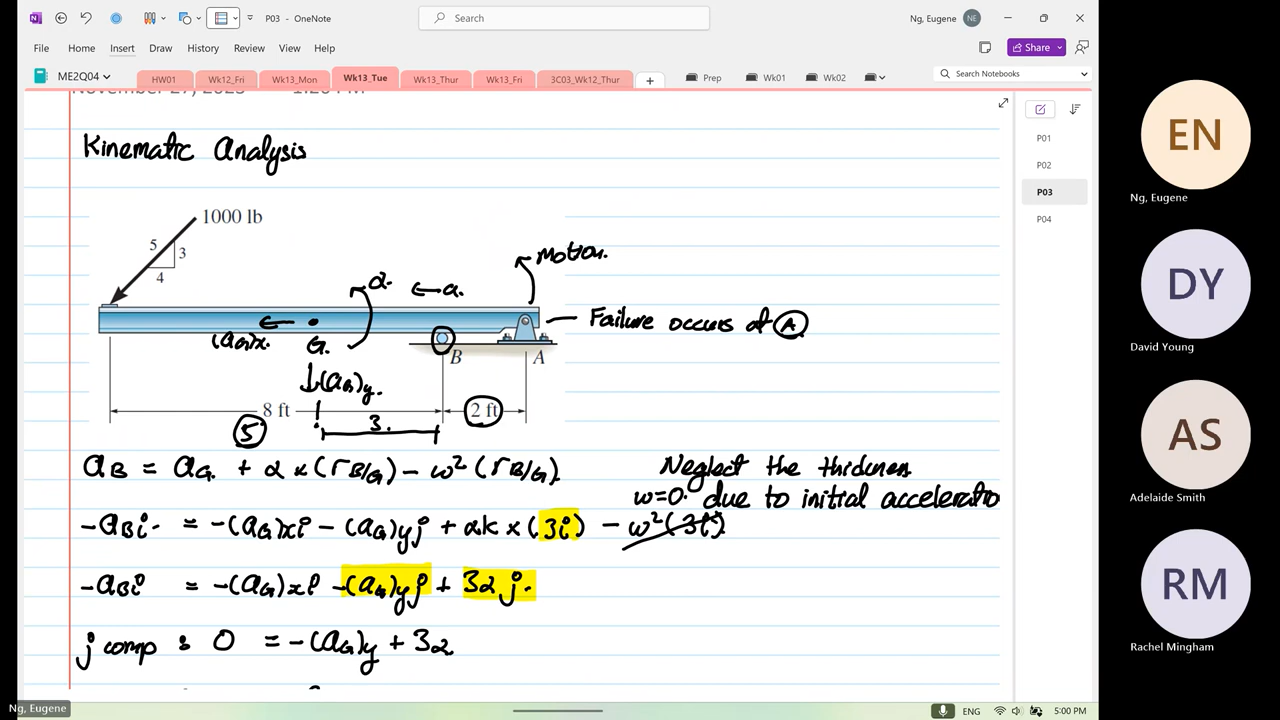 P03 - OneNote
Search
Ng, Eugene
NE
File Home Insert Draw History Review View Help
Share
ME2Q04
HW01 Wk12_Fri Wk13_Mon Wk13_Tue Wk13_Thur Wk13_Fri 3C03_Wk12_Thur + Prep Wk01 Wk02
Search Notebooks
P01
P02
P03
P04
Kinematic Analysis
1000 lb
5 3
4
Motion.
α. a.
Failure occurs at A
(aG)x. G. B A
(aG)y.
8 ft 2 ft
5 3.
aB = aG + α × (rB/G) - ω² (rB/G).
Neglect the thickness
ω=0. due to initial acceleratio
-aBi = -(aG)xi - (aG)yj + αk × (3i) - ω²(3i)
-aBi = -(aG)xi -(aG)yj + 3αj.
j comp : 0 = -(aG)y + 3α
EN
Ng, Eugene
DY
David Young
AS
Adelaide Smith
RM
Rachel Mingham
Ng, Eugene
ENG
5:00 PM